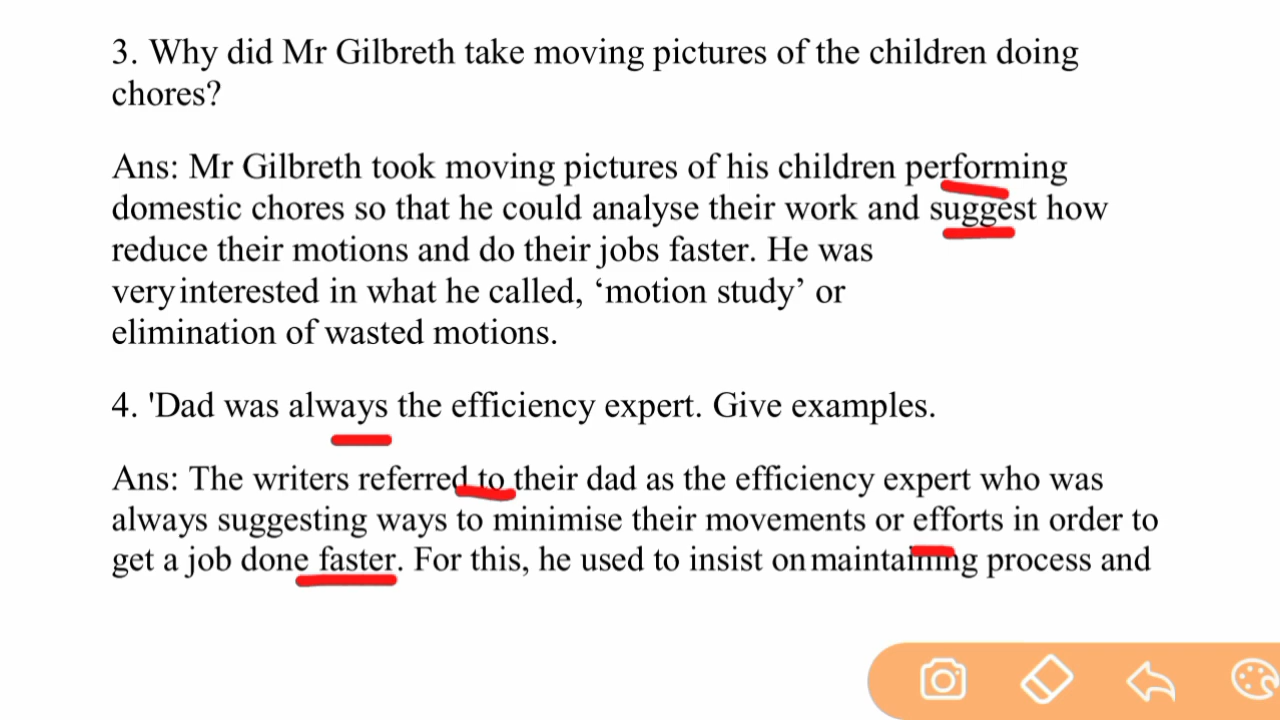 3. Why did Mr Gilbreth take moving pictures of the children doing
chores?
Ans: Mr Gilbreth took moving pictures of his children performing
domestic chores so that he could analyse their work and suggest how
reduce their motions and do their jobs faster. He was
very interested in what he called, ‘motion study’ or
elimination of wasted motions.
4. 'Dad was always the efficiency expert. Give examples.
Ans: The writers referred to their dad as the efficiency expert who was
always suggesting ways to minimise their movements or efforts in order to
get a job done faster. For this, he used to insist on maintaining process and